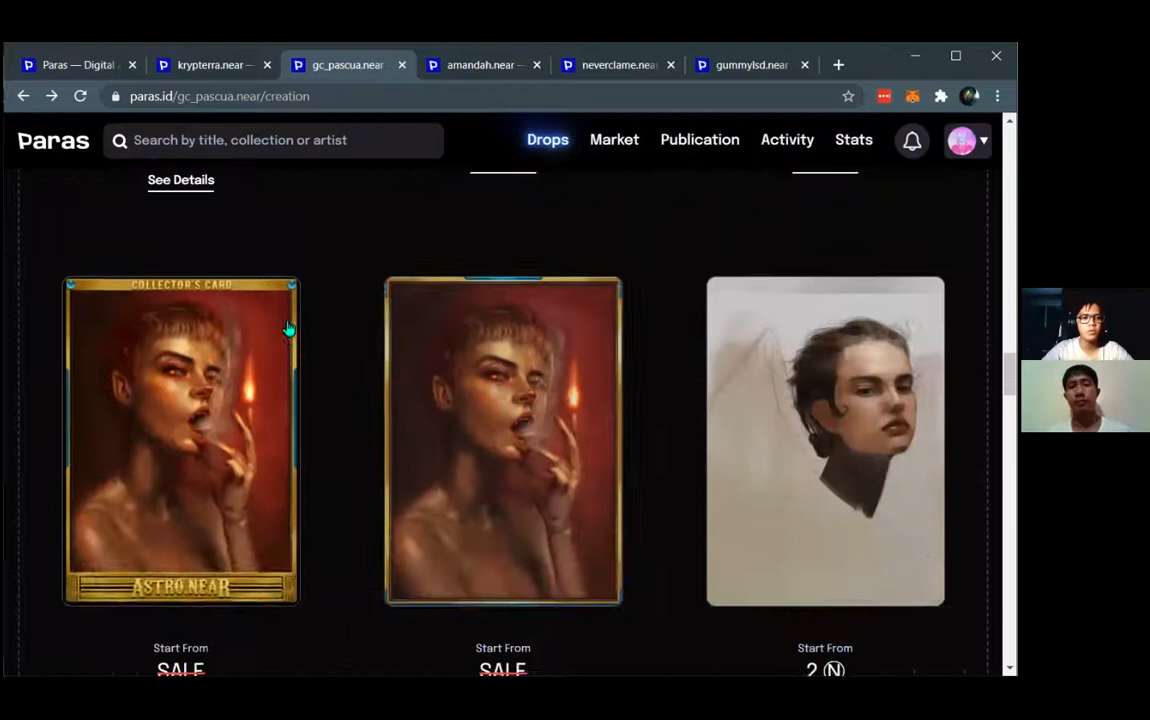 Paras — Digital
krypterra.near —
gc_pascua.near
amandah.near —
neverclame.near
gummylsd.near
paras.id/gc_pascua.near/creation
Paras
Search by title, collection or artist
Drops
Market
Publication
Activity
Stats
See Details
COLLECTOR'S CARD
ASTRO.NEAR
Start From
SALE
Start From
SALE
Start From
2 N